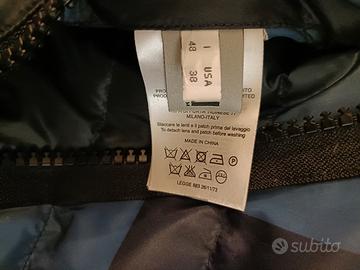 I USA
48 38
MILANO-ITALY
Staccare le lenti e il patch prima del lavaggio
To detach lens and patch before washing
MADE IN CHINA
LEGGE 883 26/11/73
subito